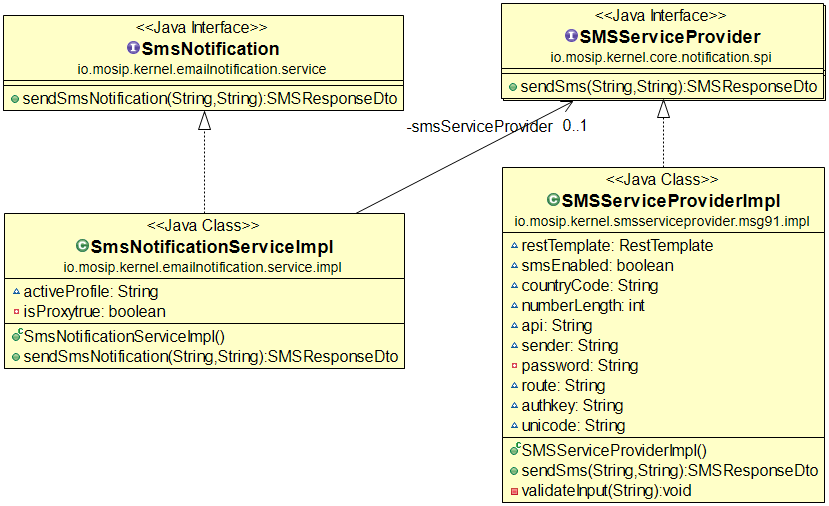 <<Java Interface>>
SmsNotification
io.mosip.kernel.emailnotification.service
sendSmsNotification(String,String):SMSResponseDto
<<Java Interface>>
SMSServiceProvider
io.mosip.kernel.core.notification.spi
sendSms(String,String):SMSResponseDto
-smsServiceProvider 0..1
<<Java Class>>
SmsNotificationServiceImpl
io.mosip.kernel.emailnotification.service.impl
activeProfile: String
isProxytrue: boolean
SmsNotificationServiceImpl()
sendSmsNotification(String,String):SMSResponseDto
<<Java Class>>
SMSServiceProviderImpl
io.mosip.kernel.smsserviceprovider.msg91.impl
restTemplate: RestTemplate
smsEnabled: boolean
countryCode: String
numberLength: int
api: String
sender: String
password: String
route: String
authkey: String
unicode: String
SMSServiceProviderImpl()
sendSms(String,String):SMSResponseDto
validateInput(String):void